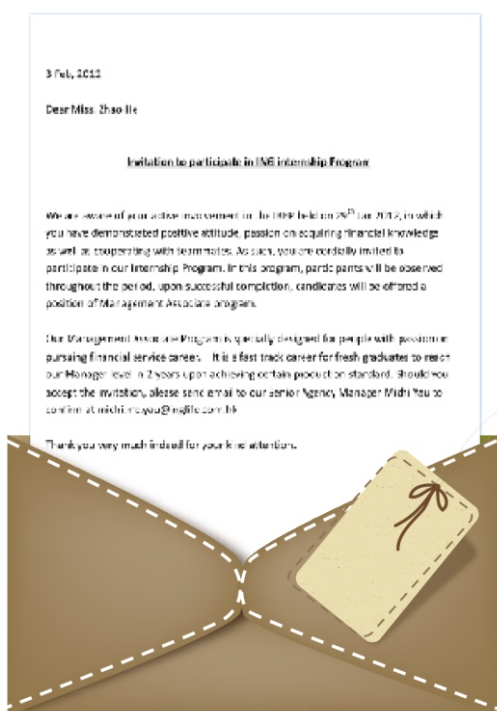 3 Feb, 2012
Dear Miss. Zhao
Invitation to participate in ING internship Program
We are aware of your active involvement in the held on 29th Jan 2012, in which
you have demonstrated positive attitude, passion on acquiring financial knowledge
as well as cooperating with teammates. As such, you are cordially invited to
participate in our Internship Program. In this program, participants will be observed
throughout the period, upon successful completion, candidates will be offered a
position of Management Associate program.
Our Management Associate Program is specially designed for people with passion on
pursuing financial service career. It is a fast track career for fresh graduates to reach
our Manager level in 2 years upon achieving certain production standard. Should you
accept the invitation, please send email to our Senior Agency Manager Michi Yau to
confirm at
Thank you very much indeed for your kind attention.